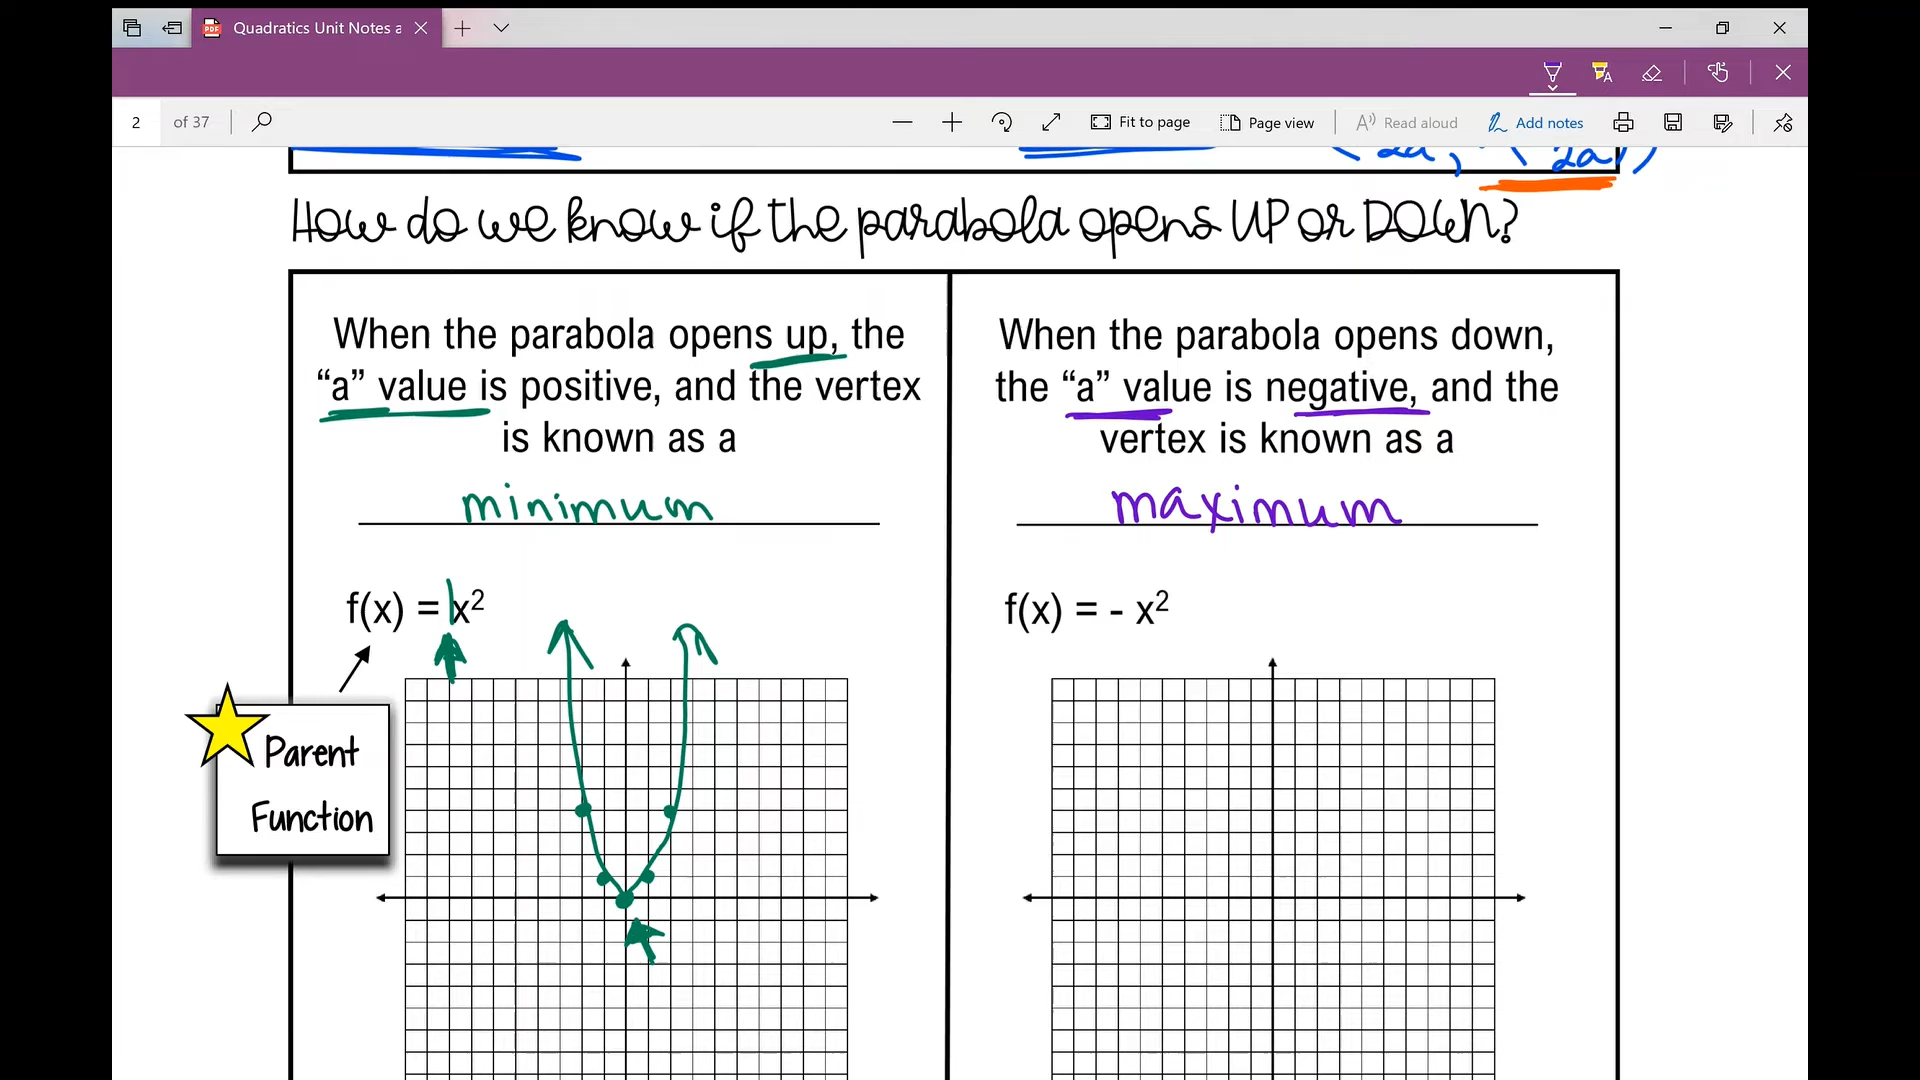 Quadratics Unit Notes a
2 of 37
Fit to page
Page view
Read aloud
Add notes
2a, 2a
How do we know if the parabola opens UP or DOWN?
When the parabola opens up, the
“a” value is positive, and the vertex
is known as a
minimum
f(x) = 1x²
Parent
Function
When the parabola opens down,
the “a” value is negative, and the
vertex is known as a
maximum
f(x) = - x²